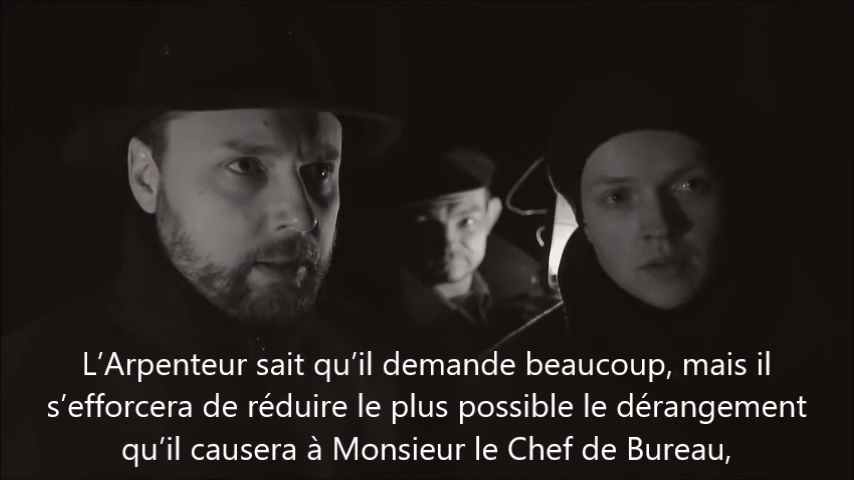 L’Arpenteur sait qu’il demande beaucoup, mais il
s’efforcera de réduire le plus possible le dérangement
qu’il causera à Monsieur le Chef de Bureau,